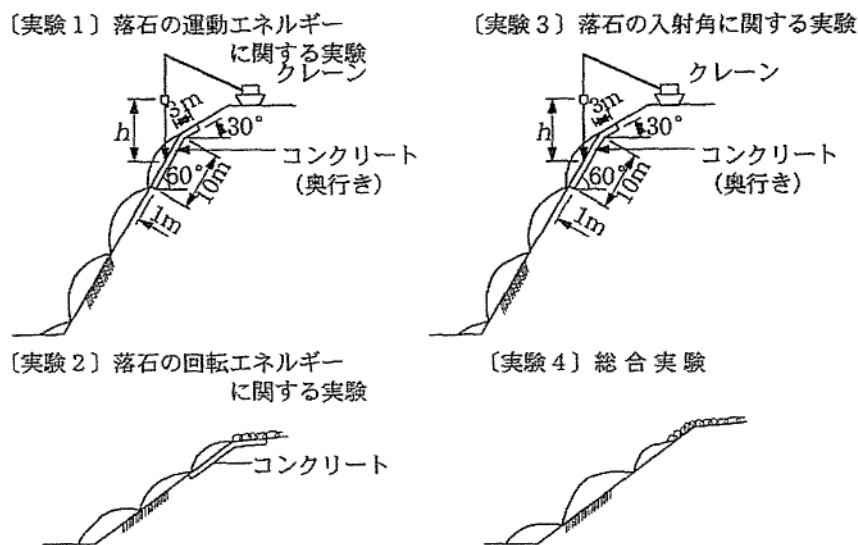 〔実験1〕落石の運動エネルギー
に関する実験
クレーン
3m
h
30°
コンクリート
(奥行き)
60°
10m
1m
〔実験3〕落石の入射角に関する実験
クレーン
3m
h
30°
コンクリート
(奥行き)
60°
10m
1m
〔実験2〕落石の回転エネルギー
に関する実験
コンクリート
〔実験4〕総合実験